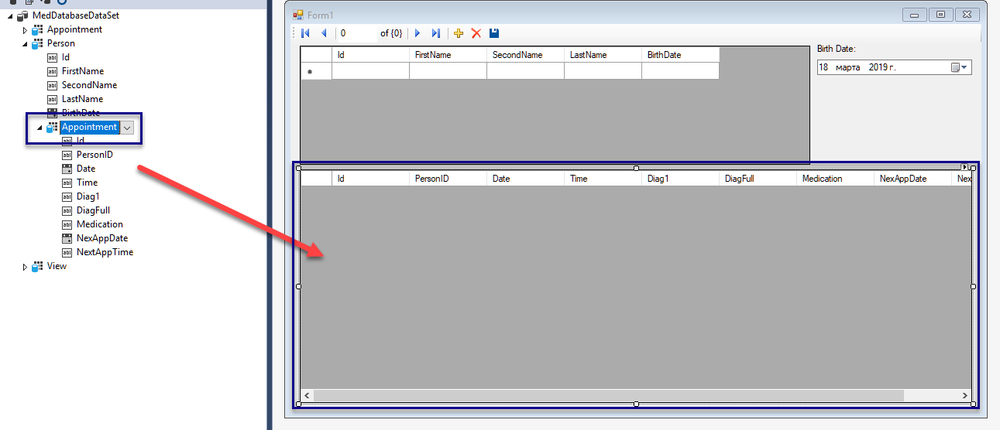 MedDatabaseDataSet
Appointment
Person
Id
FirstName
SecondName
LastName
BirthDate
Appointment
Id
PersonID
Date
Time
Diag1
DiagFull
Medication
NexAppDate
NextAppTime
View
Form1
0 of {0}
Id FirstName SecondName LastName BirthDate
Birth Date:
18 марта 2019 г.
Id PersonID Date Time Diag1 DiagFull Medication NexAppDate Nex